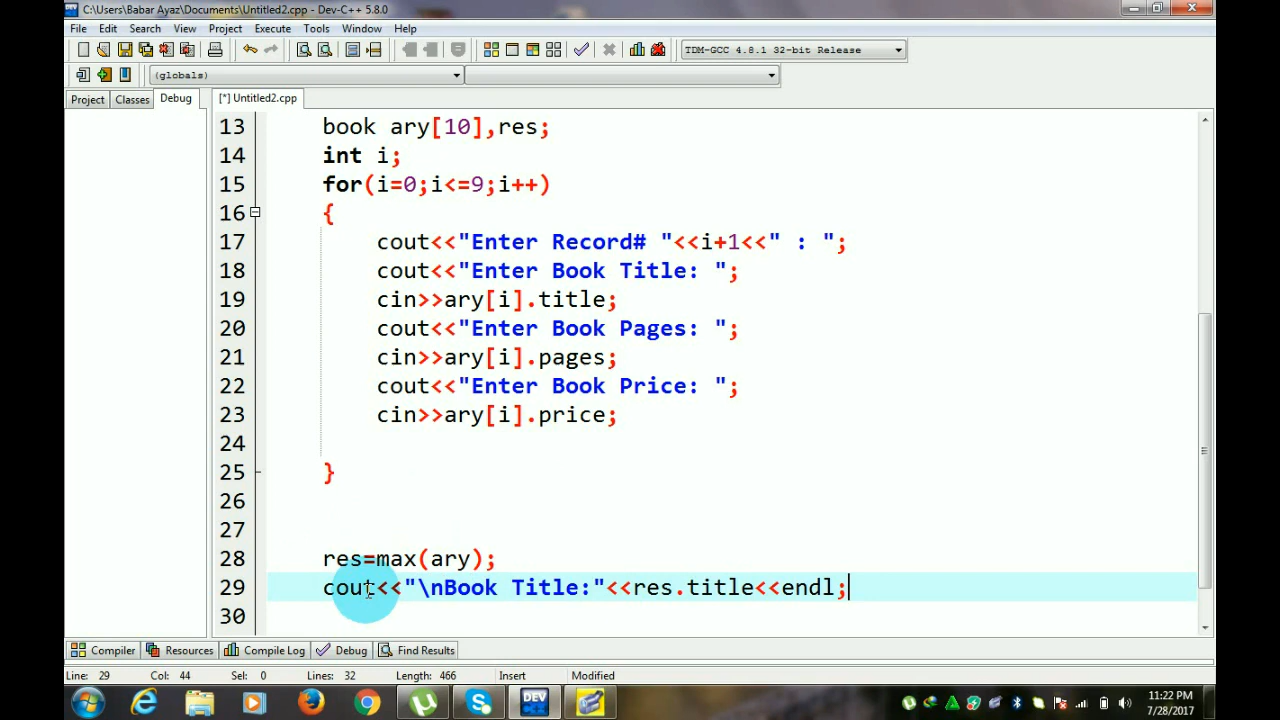 C:\Users\Babar Ayaz\Documents\Untitled2.cpp - Dev-C++ 5.8.0
File Edit Search View Project Execute Tools Window Help
TDM-GCC 4.8.1 32-bit Release
(globals)
Project Classes Debug [*] Untitled2.cpp
13 book ary[10],res;
14 int i;
15 for(i=0;i<=9;i++)
16 {
17 cout<<"Enter Record# "<<i+1<<" : ";
18 cout<<"Enter Book Title: ";
19 cin>>ary[i].title;
20 cout<<"Enter Book Pages: ";
21 cin>>ary[i].pages;
22 cout<<"Enter Book Price: ";
23 cin>>ary[i].price;
24
25 }
26
27
28 res=max(ary);
29 cout<<"\nBook Title:"<<res.title<<endl;
30
Compiler Resources Compile Log Debug Find Results
Line: 29 Col: 44 Sel: 0 Lines: 32 Length: 466 Insert Modified
DEV
11:22 PM
7/28/2017